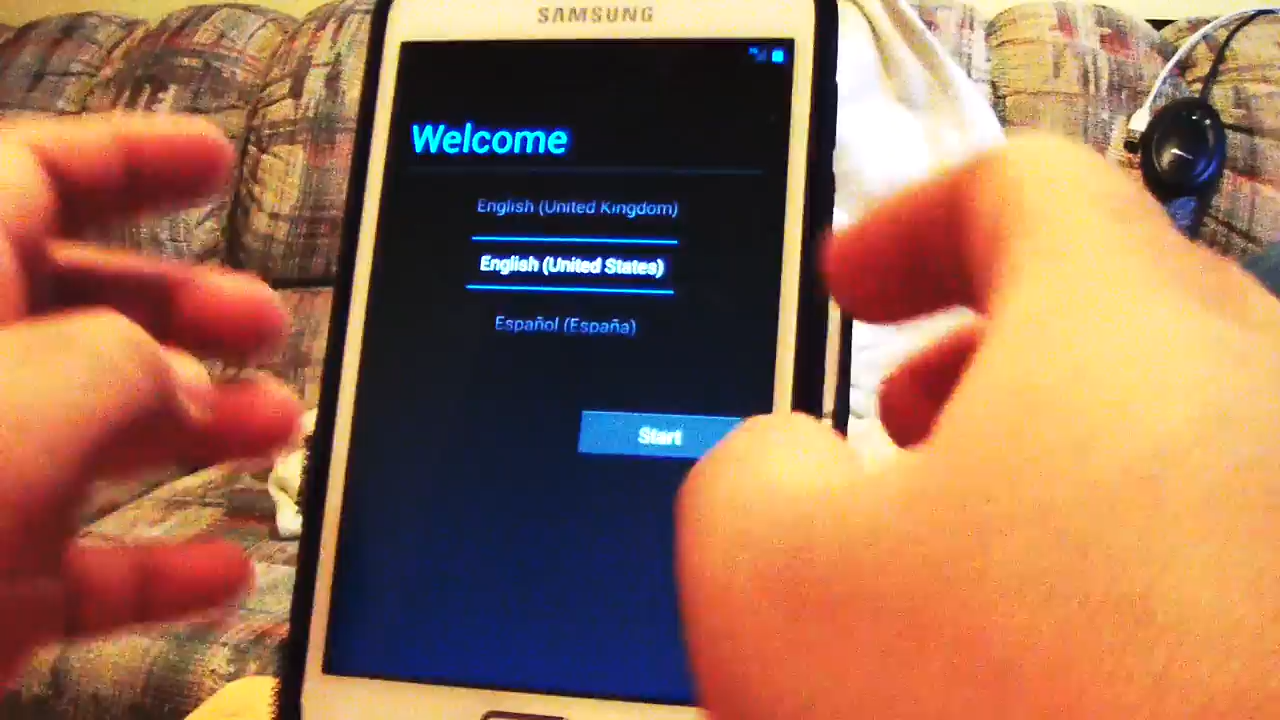 SAMSUNG
Welcome
English (United Kingdom)
English (United States)
Español (España)
Start